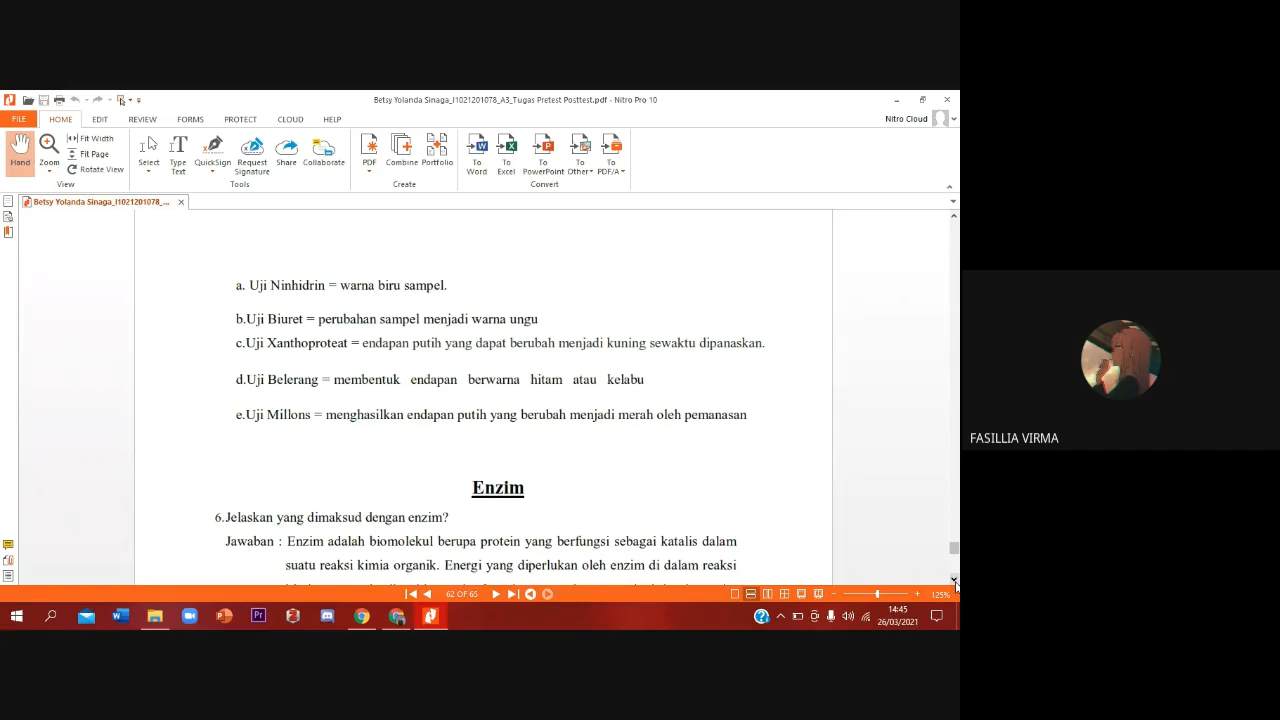 Betsy Yolanda Sinaga_I1021201078_A3_Tugas Pretest Posttest.pdf - Nitro Pro 10
FILE HOME EDIT REVIEW FORMS PROTECT CLOUD HELP Nitro Cloud
Hand Zoom Fit Width Fit Page Rotate View Select Type Text QuickSign Request Signature Share Collaborate PDF Combine Portfolio To Word To Excel To PowerPoint To Other To PDF/A
View Tools Create Convert
Betsy Yolanda Sinaga_I1021201078_...
a. Uji Ninhidrin = warna biru sampel.
b.Uji Biuret = perubahan sampel menjadi warna ungu
c.Uji Xanthoproteat = endapan putih yang dapat berubah menjadi kuning sewaktu dipanaskan.
d.Uji Belerang = membentuk endapan berwarna hitam atau kelabu
e.Uji Millons = menghasilkan endapan putih yang berubah menjadi merah oleh pemanasan
Enzim
6.Jelaskan yang dimaksud dengan enzim?
Jawaban : Enzim adalah biomolekul berupa protein yang berfungsi sebagai katalis dalam
suatu reaksi kimia organik. Energi yang diperlukan oleh enzim di dalam reaksi
62 OF 65
125%
14:45
26/03/2021
FASILLIA VIRMA